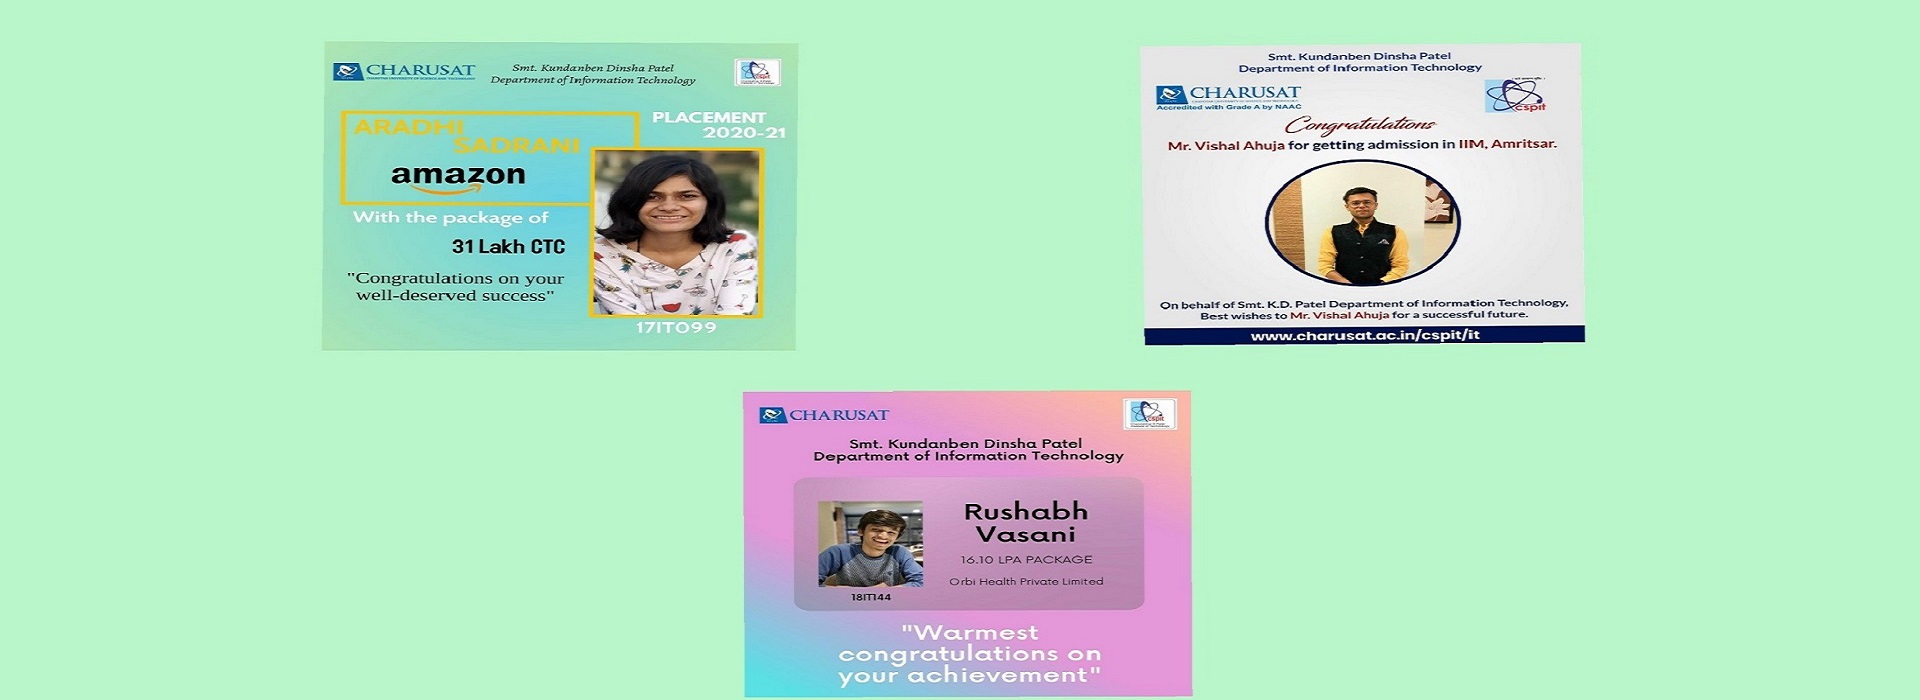 CHARUSAT
Smt. Kundanben Dinsha Patel
Department of Information Technology
cspit
PLACEMENT
2020-21
ARADHI
SADRANI
amazon
With the package of
31 Lakh CTC
"Congratulations on your
well-deserved success"
17IT099
Smt. Kundanben Dinsha Patel
Department of Information Technology
CHARUSAT
Accredited with Grade A by NAAC
cspit
Congratulations
Mr. Vishal Ahuja for getting admission in IIM, Amritsar.
On behalf of Smt. K.D. Patel Department of Information Technology,
Best wishes to Mr. Vishal Ahuja for a successful future.
www.charusat.ac.in/cspit/it
CHARUSAT
cspit
Smt. Kundanben Dinsha Patel
Department of Information Technology
Rushabh
Vasani
16.10 LPA PACKAGE
Orbi Health Private Limited
18IT144
"Warmest
congratulations on
your achievement"